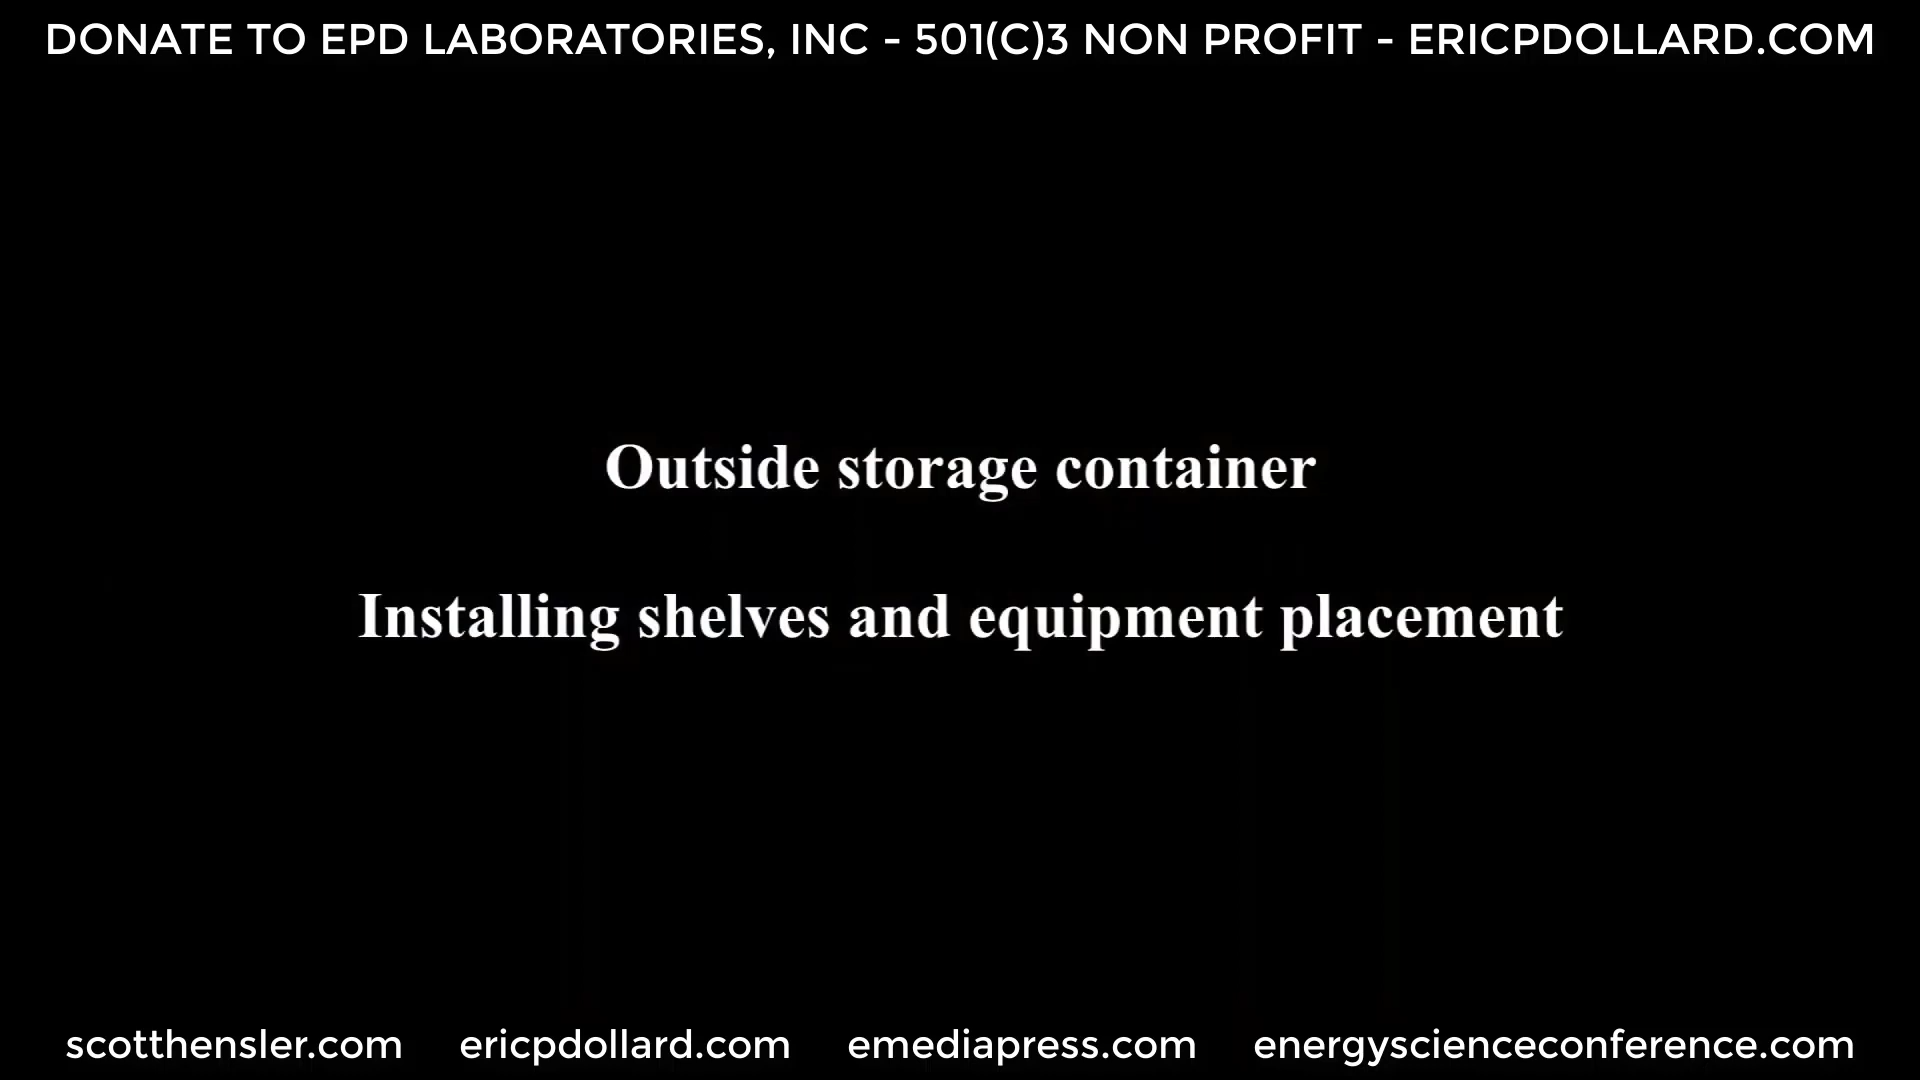 DONATE TO EPD LABORATORIES, INC - 501(C)3 NON PROFIT - ERICPDOLLARD.COM
Outside storage container
Installing shelves and equipment placement
scotthensler.com ericpdollard.com emediapress.com energyscienceconference.com